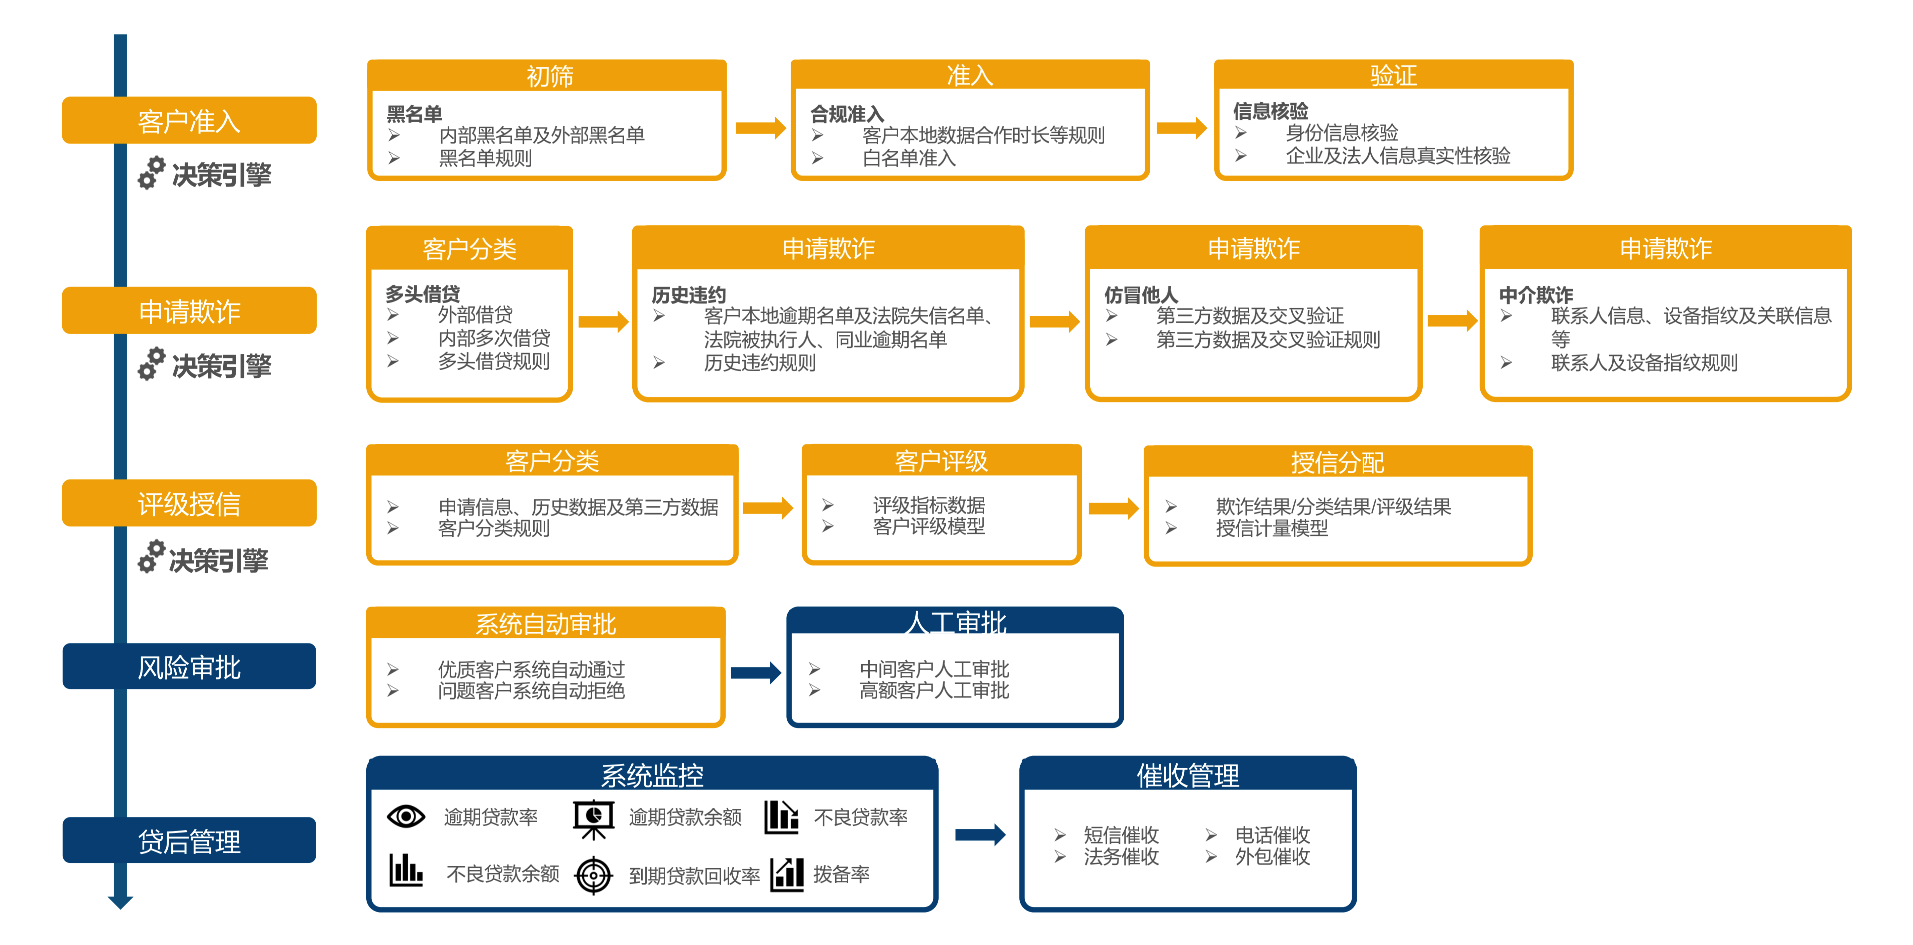 客户准入
决策引擎
初筛
黑名单
内部黑名单及外部黑名单
黑名单规则
准入
合规准入
客户本地数据合作时长等规则
白名单准入
验证
信息核验
身份信息核验
企业及法人信息真实性核验
申请欺诈
决策引擎
客户分类
多头借贷
外部借贷
内部多次借贷
多头借贷规则
申请欺诈
历史违约
客户本地逾期名单及法院失信名单、
法院被执行人、同业逾期名单
历史违约规则
申请欺诈
仿冒他人
第三方数据及交叉验证
第三方数据及交叉验证规则
申请欺诈
中介欺诈
联系人信息、设备指纹及关联信息
等
联系人及设备指纹规则
评级授信
决策引擎
客户分类
申请信息、历史数据及第三方数据
客户分类规则
客户评级
评级指标数据
客户评级模型
授信分配
欺诈结果/分类结果/评级结果
授信计量模型
风险审批
系统自动审批
优质客户系统自动通过
问题客户系统自动拒绝
人工审批
中间客户人工审批
高额客户人工审批
贷后管理
系统监控
逾期贷款率
逾期贷款余额
不良贷款率
不良贷款余额
到期贷款回收率
拨备率
催收管理
短信催收
电话催收
法务催收
外包催收